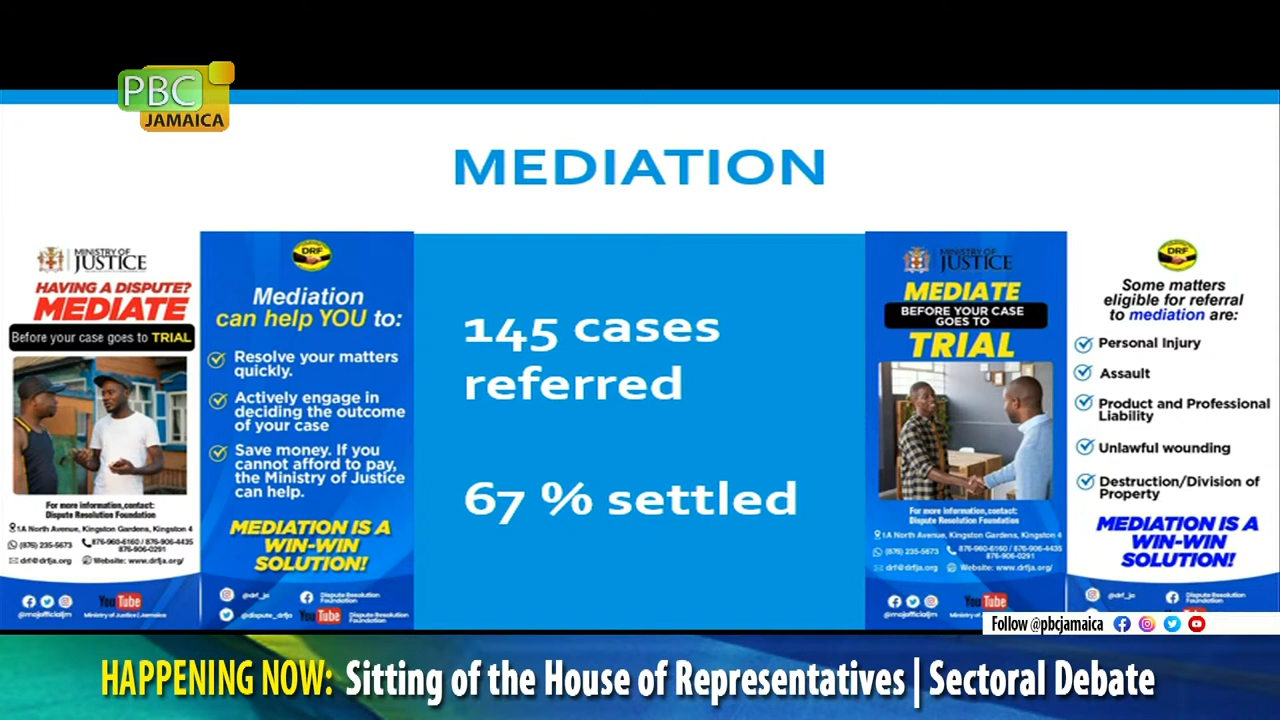 PBC
JAMAICA
MEDIATION
MINISTRY OF
JUSTICE
HAVING A DISPUTE?
MEDIATE
Before your case goes to TRIAL
For more information,contact:
Dispute Resolution Foundation
1A North Avenue, Kingston Gardens, Kingston 4
(876) 235-5673
876-960-6160 / 876-906-4435
876-906-0291
drf@drfja.org
Website: www.drfja.org/
YouTube
@mojofficialjm
Ministry of Justice | Jamaica
DRF
Mediation
can help YOU to:
Resolve your matters
quickly.
Actively engage in
deciding the outcome
of your case
Save money. If you
cannot afford to pay,
the Ministry of Justice
can help.
MEDIATION IS A
WIN-WIN
SOLUTION!
@drf_ja
Dispute Resolution
Foundation
@dispute_drfja
YouTube
Dispute Resolution
Foundation
145 cases
referred
67 % settled
MINISTRY OF
JUSTICE
MEDIATE
BEFORE YOUR CASE
GOES TO
TRIAL
For more information,contact:
Dispute Resolution Foundation
1A North Avenue, Kingston Gardens, Kingston 4
(876) 235-5673
876-960-6160 / 876-906-4435
876-906-0291
drf@drfja.org
Website: www.drfja.org/
YouTube
@mojofficialjm
DRF
Some matters
eligible for referral
to mediation are:
Personal Injury
Assault
Product and Professional
Liability
Unlawful wounding
Destruction/Division of
Property
MEDIATION IS A
WIN-WIN
SOLUTION!
@drf_ja
Dispute Resolution
Foundation
Follow @pbcjamaica
HAPPENING NOW: Sitting of the House of Representatives | Sectoral Debate